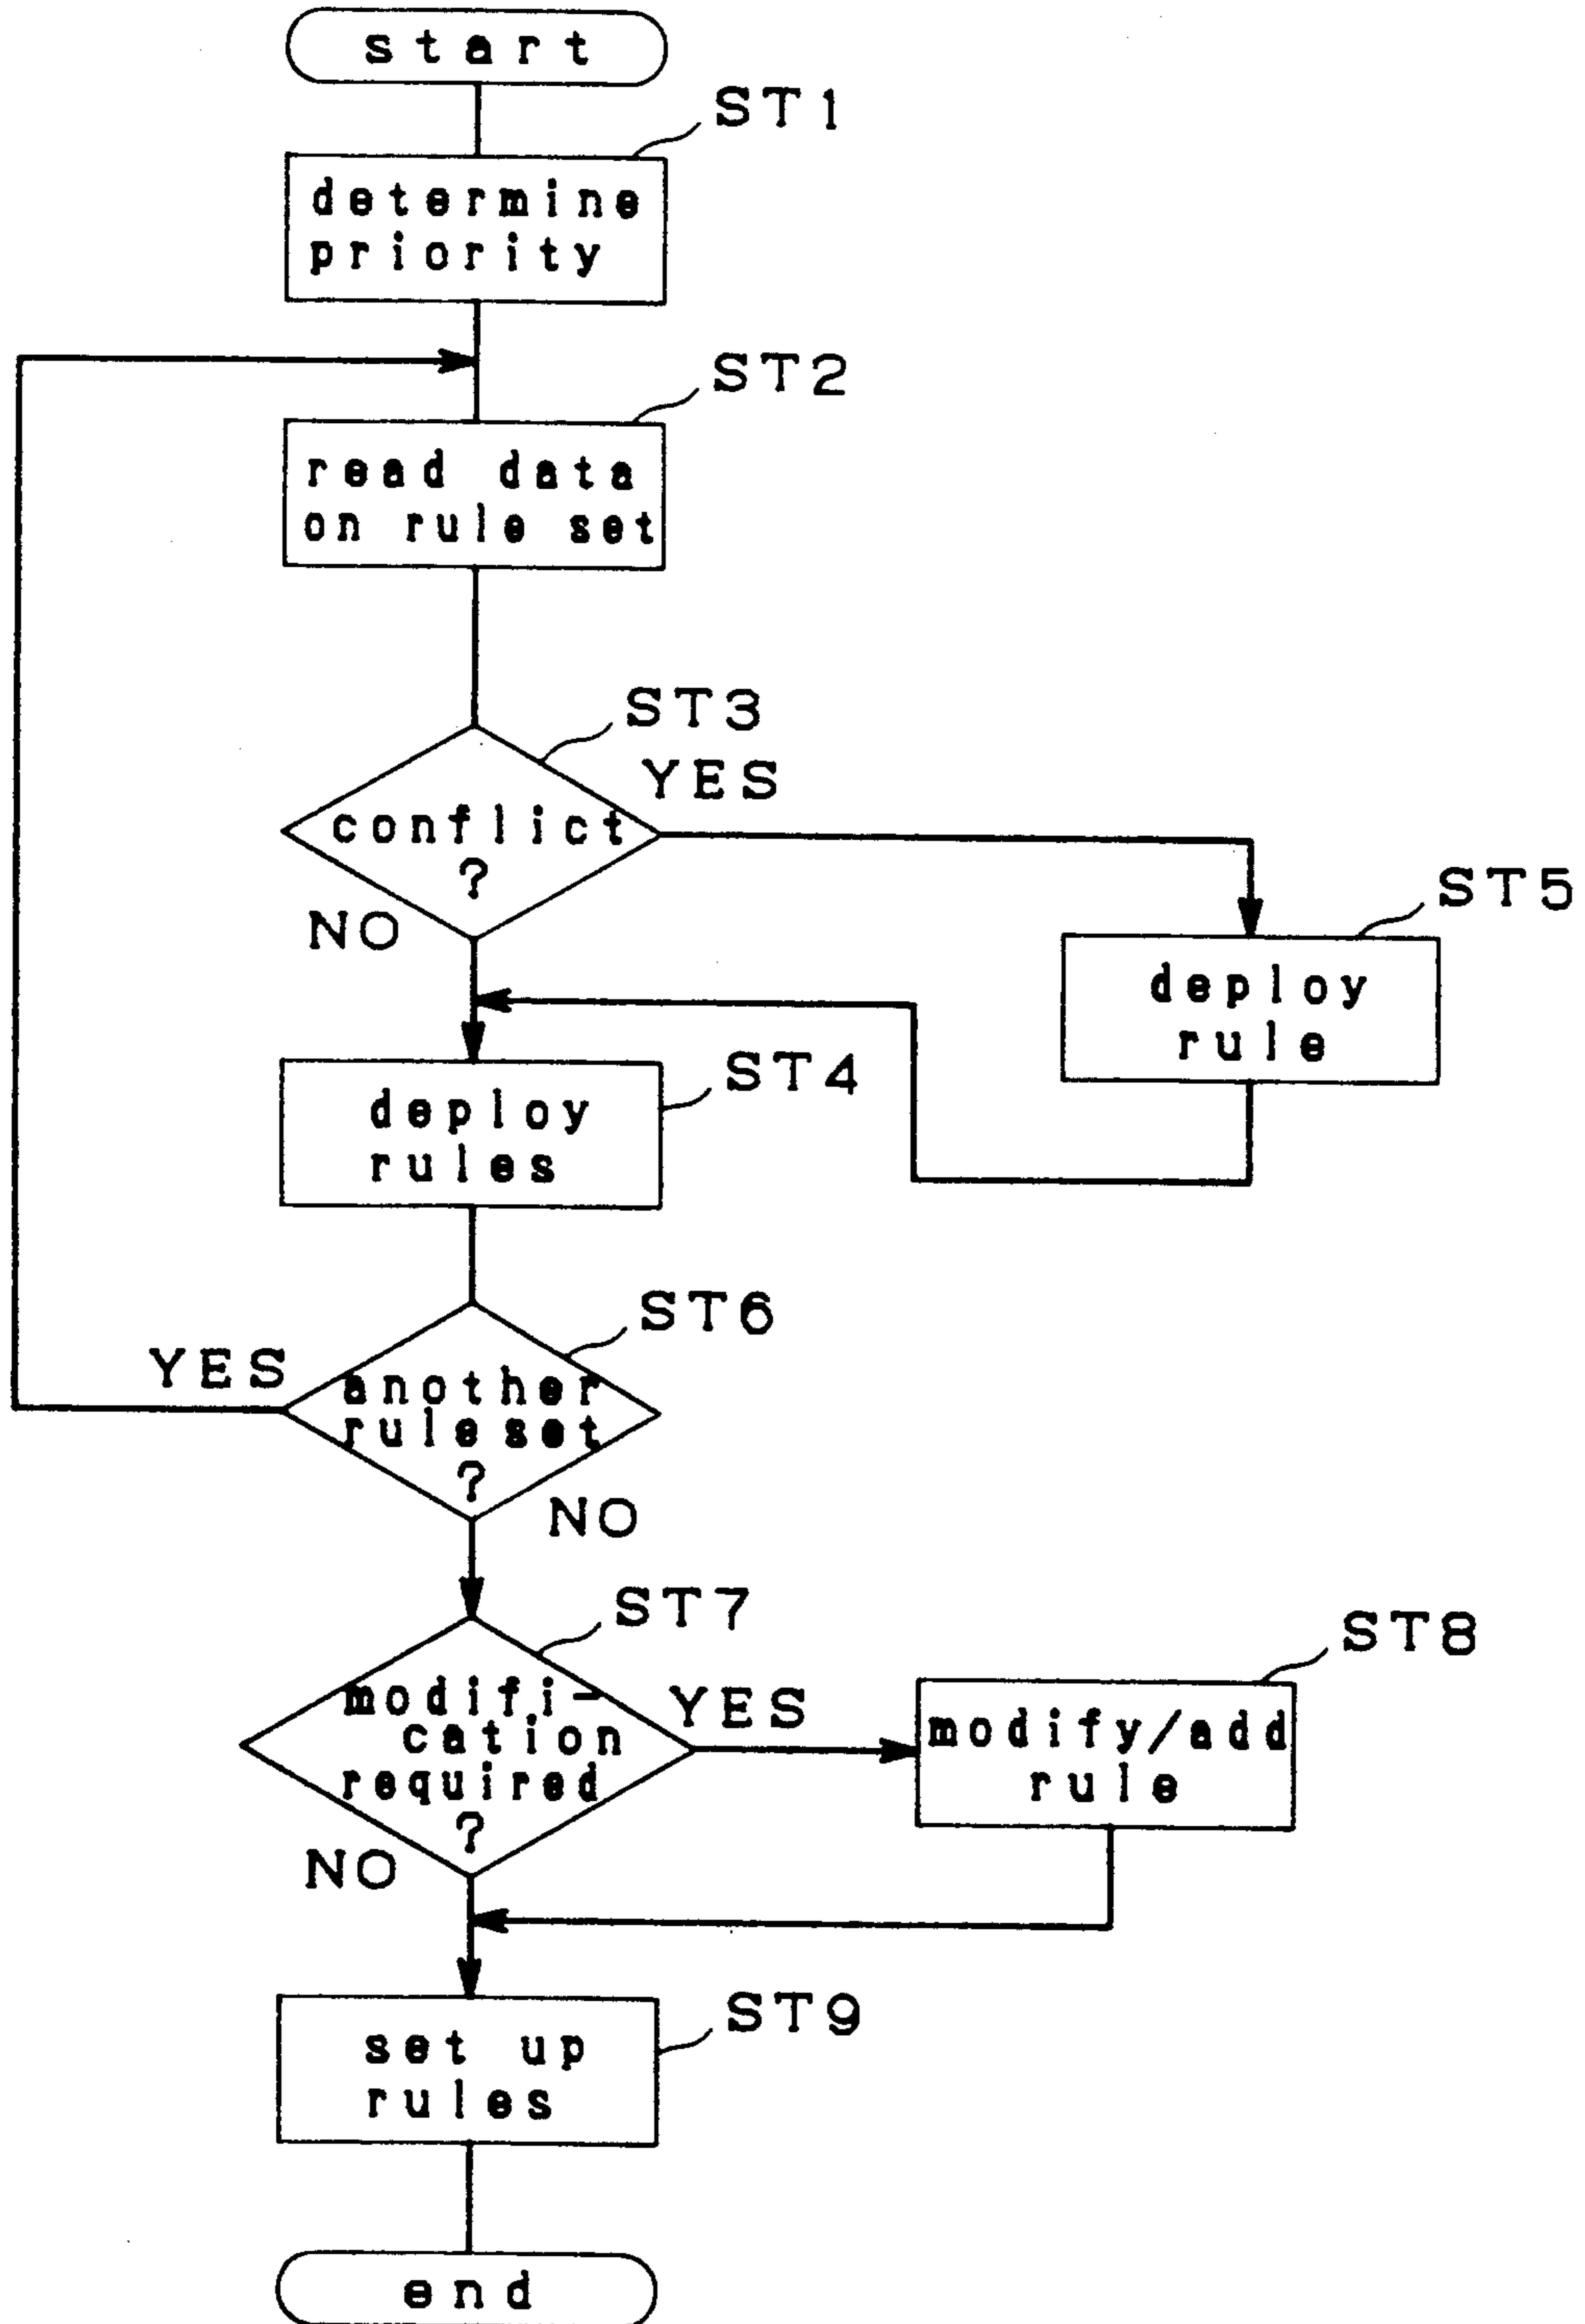 start
ST1
determine
priority
ST2
read data
on rule set
ST3
YES
conflict
?
NO
ST5
deploy
rule
ST4
deploy
rules
ST6
YES
another
rule set
?
NO
ST7
modifi-
cation
required
?
YES
NO
ST8
modify/add
rule
ST9
set up
rules
end